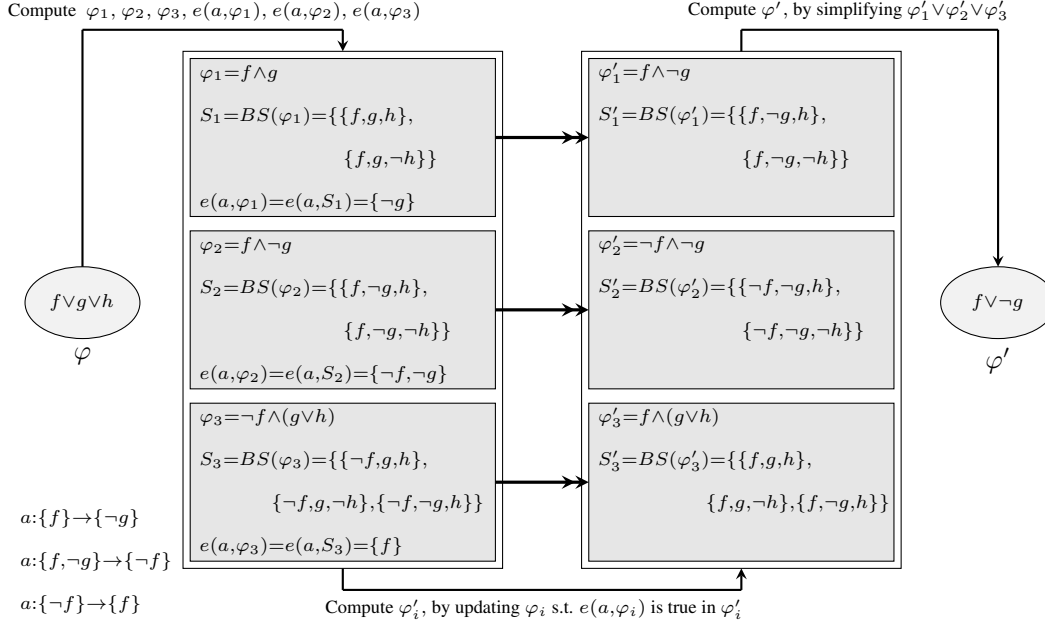 Compute φ₁, φ₂, φ₃, e(a,φ₁), e(a,φ₂), e(a,φ₃)
Compute φ′, by simplifying φ′₁∨φ′₂∨φ′₃
φ₁=f∧g
S₁=BS(φ₁)={{f,g,h},
{f,g,¬h}}
e(a,φ₁)=e(a,S₁)={¬g}
φ′₁=f∧¬g
S′₁=BS(φ′₁)={{f,¬g,h},
{f,¬g,¬h}}
φ₂=f∧¬g
S₂=BS(φ₂)={{f,¬g,h},
{f,¬g,¬h}}
e(a,φ₂)=e(a,S₂)={¬f,¬g}
φ′₂=¬f∧¬g
S′₂=BS(φ′₂)={{¬f,¬g,h},
{¬f,¬g,¬h}}
f∨g∨h
φ
f∨¬g
φ′
φ₃=¬f∧(g∨h)
S₃=BS(φ₃)={{¬f,g,h},
{¬f,g,¬h},{¬f,¬g,h}}
e(a,φ₃)=e(a,S₃)={f}
φ′₃=f∧(g∨h)
S′₃=BS(φ′₃)={{f,g,h},
{f,g,¬h},{f,¬g,h}}
a:{f}→{¬g}
a:{f,¬g}→{¬f}
a:{¬f}→{f}
Compute φ′ᵢ, by updating φᵢ s.t. e(a,φᵢ) is true in φ′ᵢ